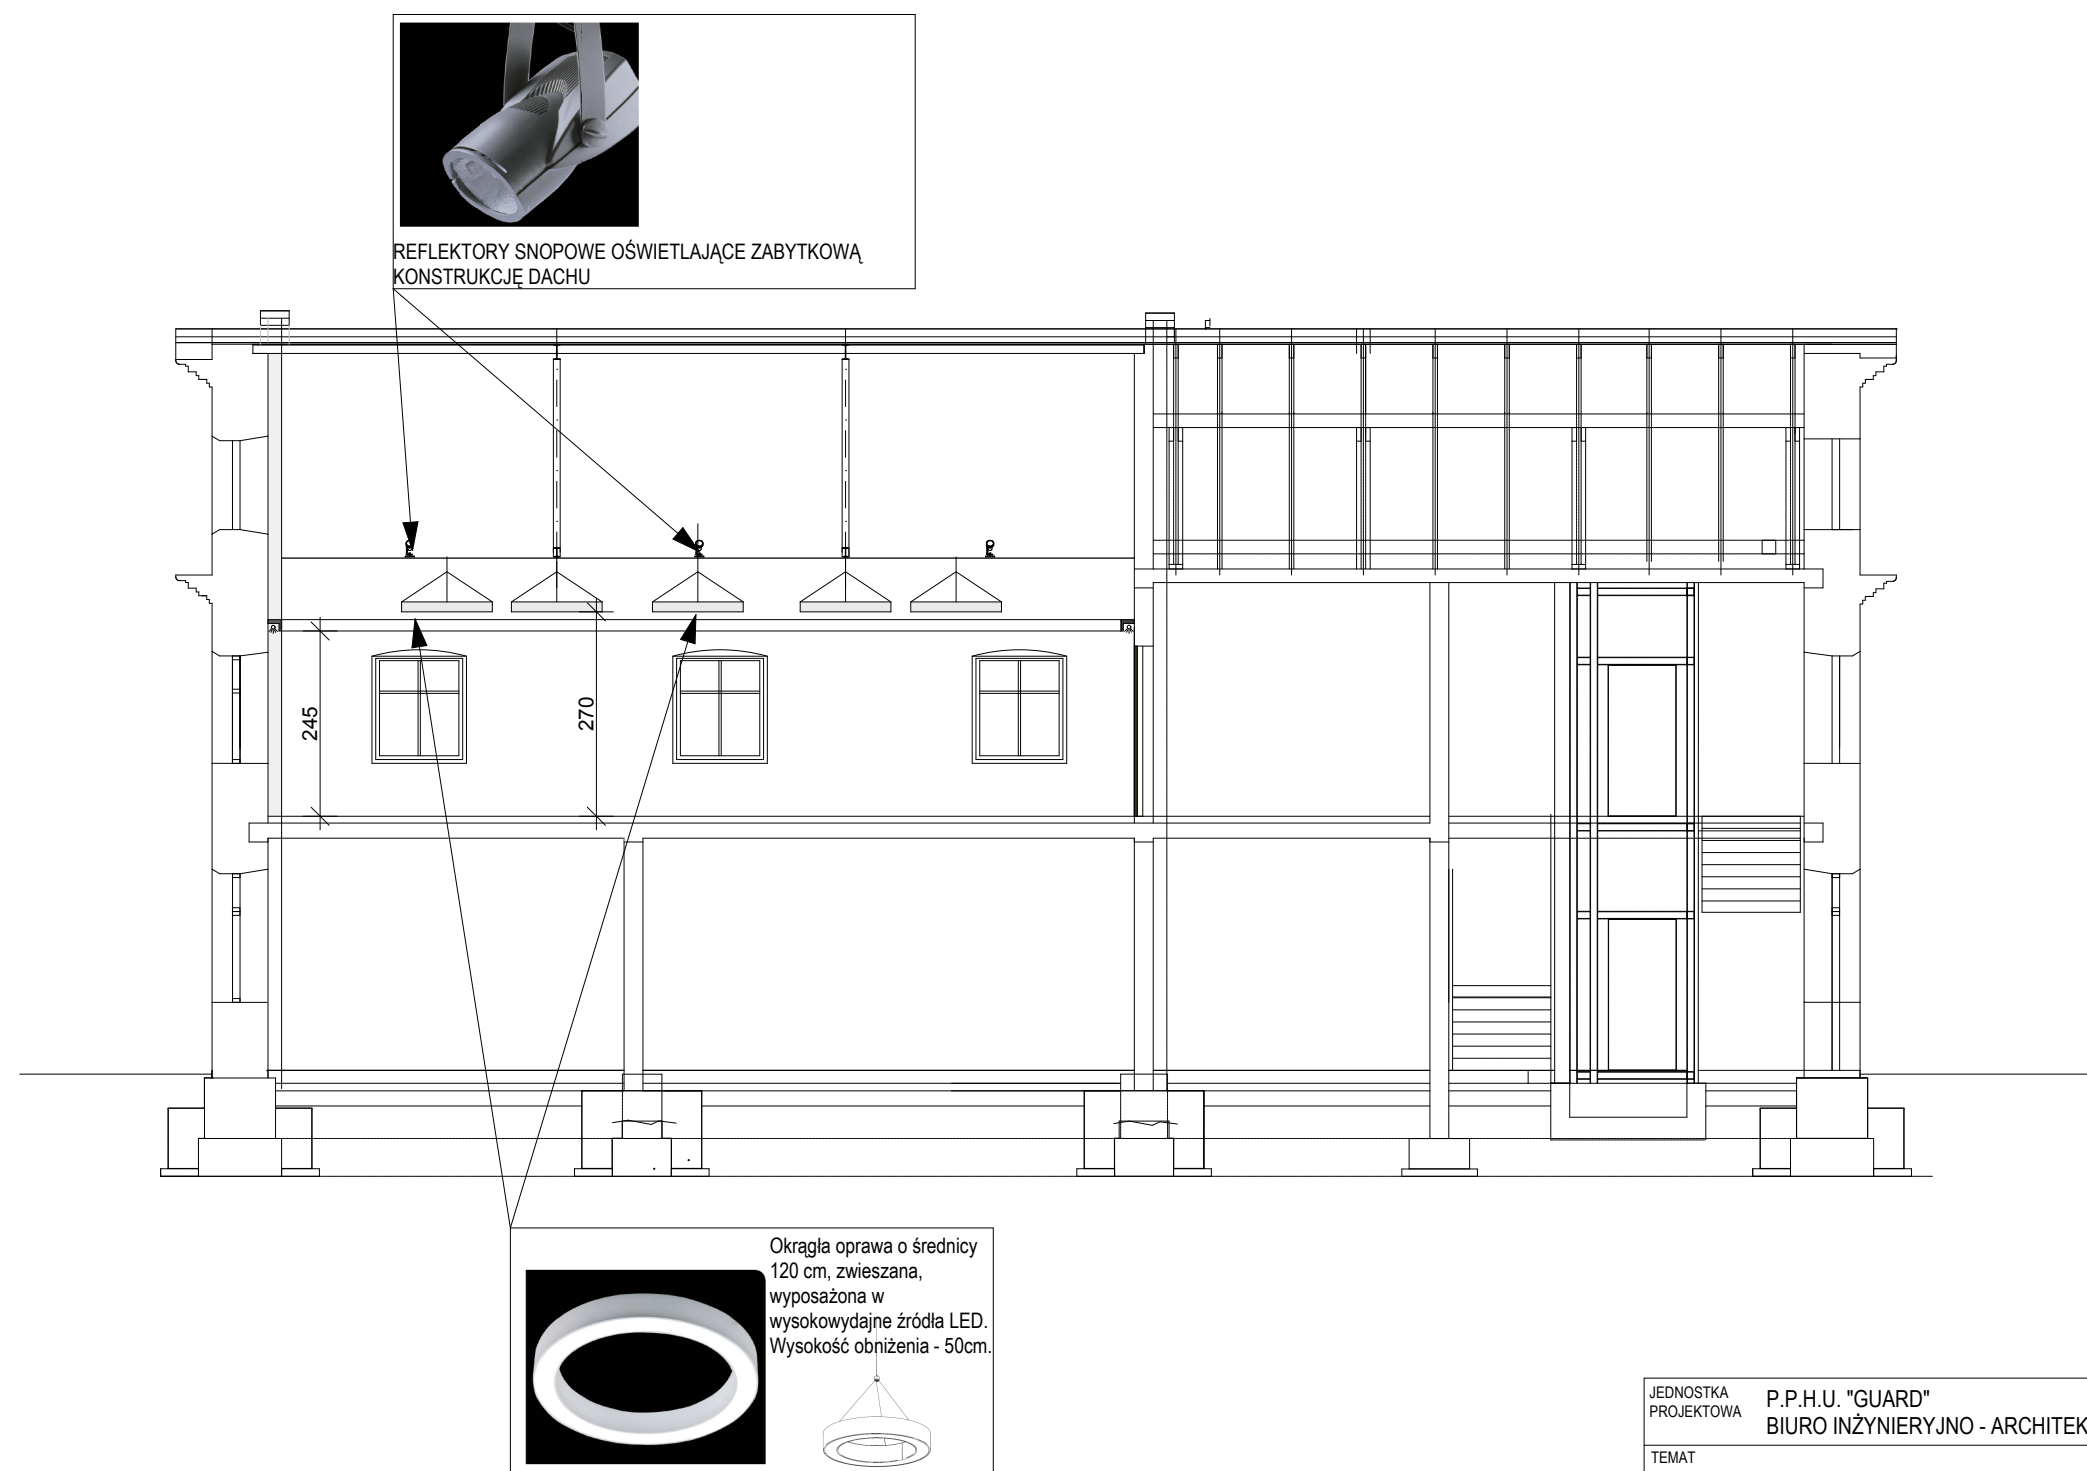 REFLEKTORY SNOPOWE OŚWIETLAJĄCE ZABYTKOWĄ
KONSTRUKCJĘ DACHU
245
270
Okrągła oprawa o średnicy
120 cm, zwieszana,
wyposażona w
wysokowydajne źródła LED.
Wysokość obniżenia - 50cm.
JEDNOSTKA
PROJEKTOWA
P.P.H.U. "GUARD"
BIURO INŻYNIERYJNO - ARCHITEK
TEMAT